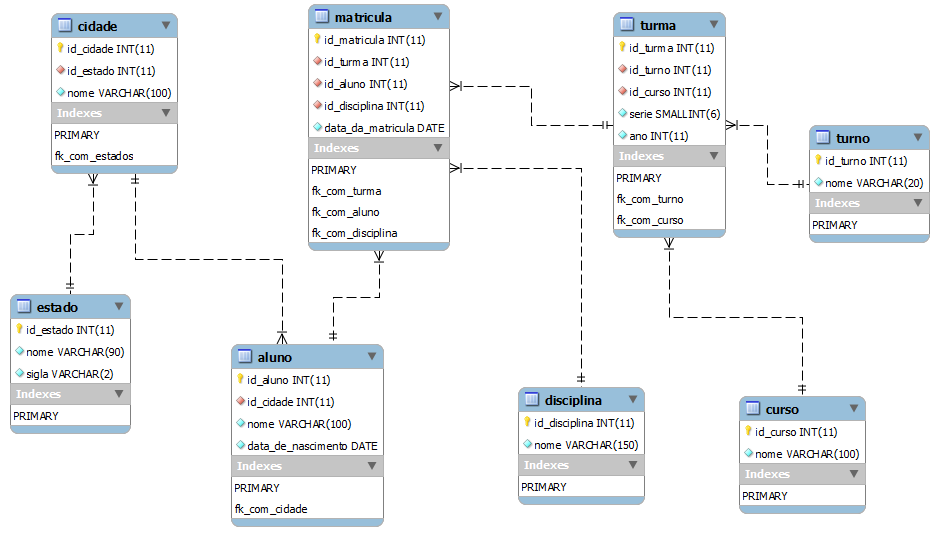 cidade
id_cidade INT(11)
id_estado INT(11)
nome VARCHAR(100)
Indexes
PRIMARY
fk_com_estados
matricula
id_matricula INT(11)
id_turma INT(11)
id_aluno INT(11)
id_disciplina INT(11)
data_da_matricula DATE
Indexes
PRIMARY
fk_com_turma
fk_com_aluno
fk_com_disciplina
turma
id_turma INT(11)
id_turno INT(11)
id_curso INT(11)
serie SMALLINT(6)
ano INT(11)
Indexes
PRIMARY
fk_com_turno
fk_com_curso
turno
id_turno INT(11)
nome VARCHAR(20)
Indexes
PRIMARY
estado
id_estado INT(11)
nome VARCHAR(90)
sigla VARCHAR(2)
Indexes
PRIMARY
aluno
id_aluno INT(11)
id_cidade INT(11)
nome VARCHAR(100)
data_de_nascimento DATE
Indexes
PRIMARY
fk_com_cidade
disciplina
id_disciplina INT(11)
nome VARCHAR(150)
Indexes
PRIMARY
curso
id_curso INT(11)
nome VARCHAR(100)
Indexes
PRIMARY